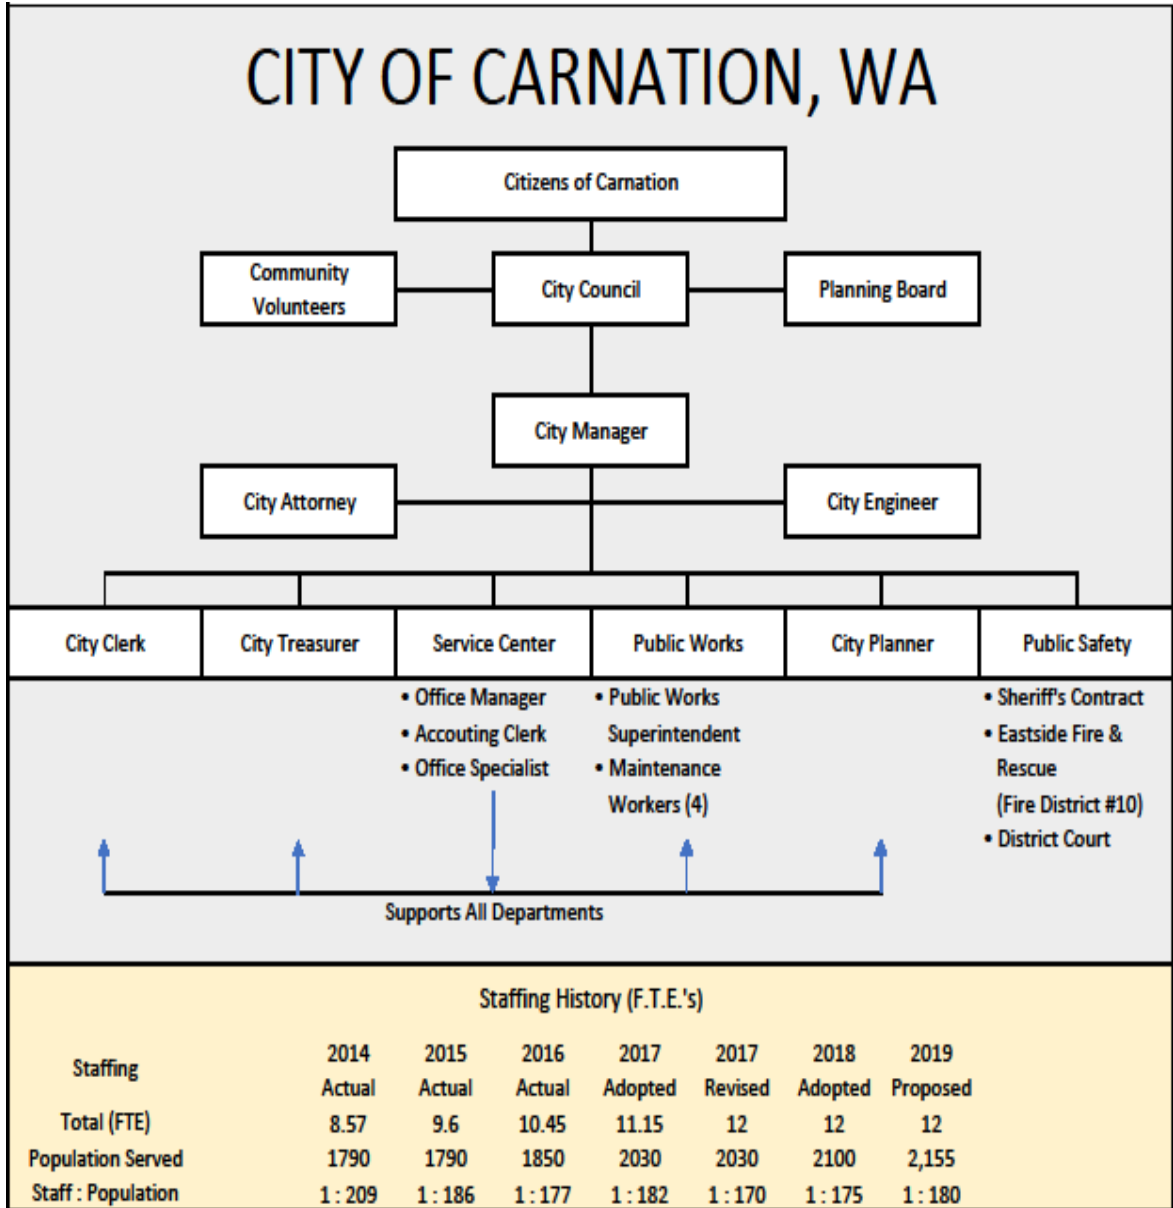 CITY OF CARNATION, WA
Citizens of Carnation
Community
Volunteers
City Council
Planning Board
City Manager
City Attorney
City Engineer
City Clerk
City Treasurer
Service Center
Public Works
City Planner
Public Safety
• Office Manager
• Accouting Clerk
• Office Specialist
• Public Works
Superintendent
• Maintenance
Workers (4)
• Sheriff's Contract
• Eastside Fire &
Rescue
(Fire District #10)
• District Court
Supports All Departments
Staffing History (F.T.E.'s)
Staffing 2014 2015 2016 2017 2017 2018 2019
Actual Actual Actual Adopted Revised Adopted Proposed
Total (FTE) 8.57 9.6 10.45 11.15 12 12 12
Population Served 1790 1790 1850 2030 2030 2100 2,155
Staff : Population 1 : 209 1 : 186 1 : 177 1 : 182 1 : 170 1 : 175 1 : 180